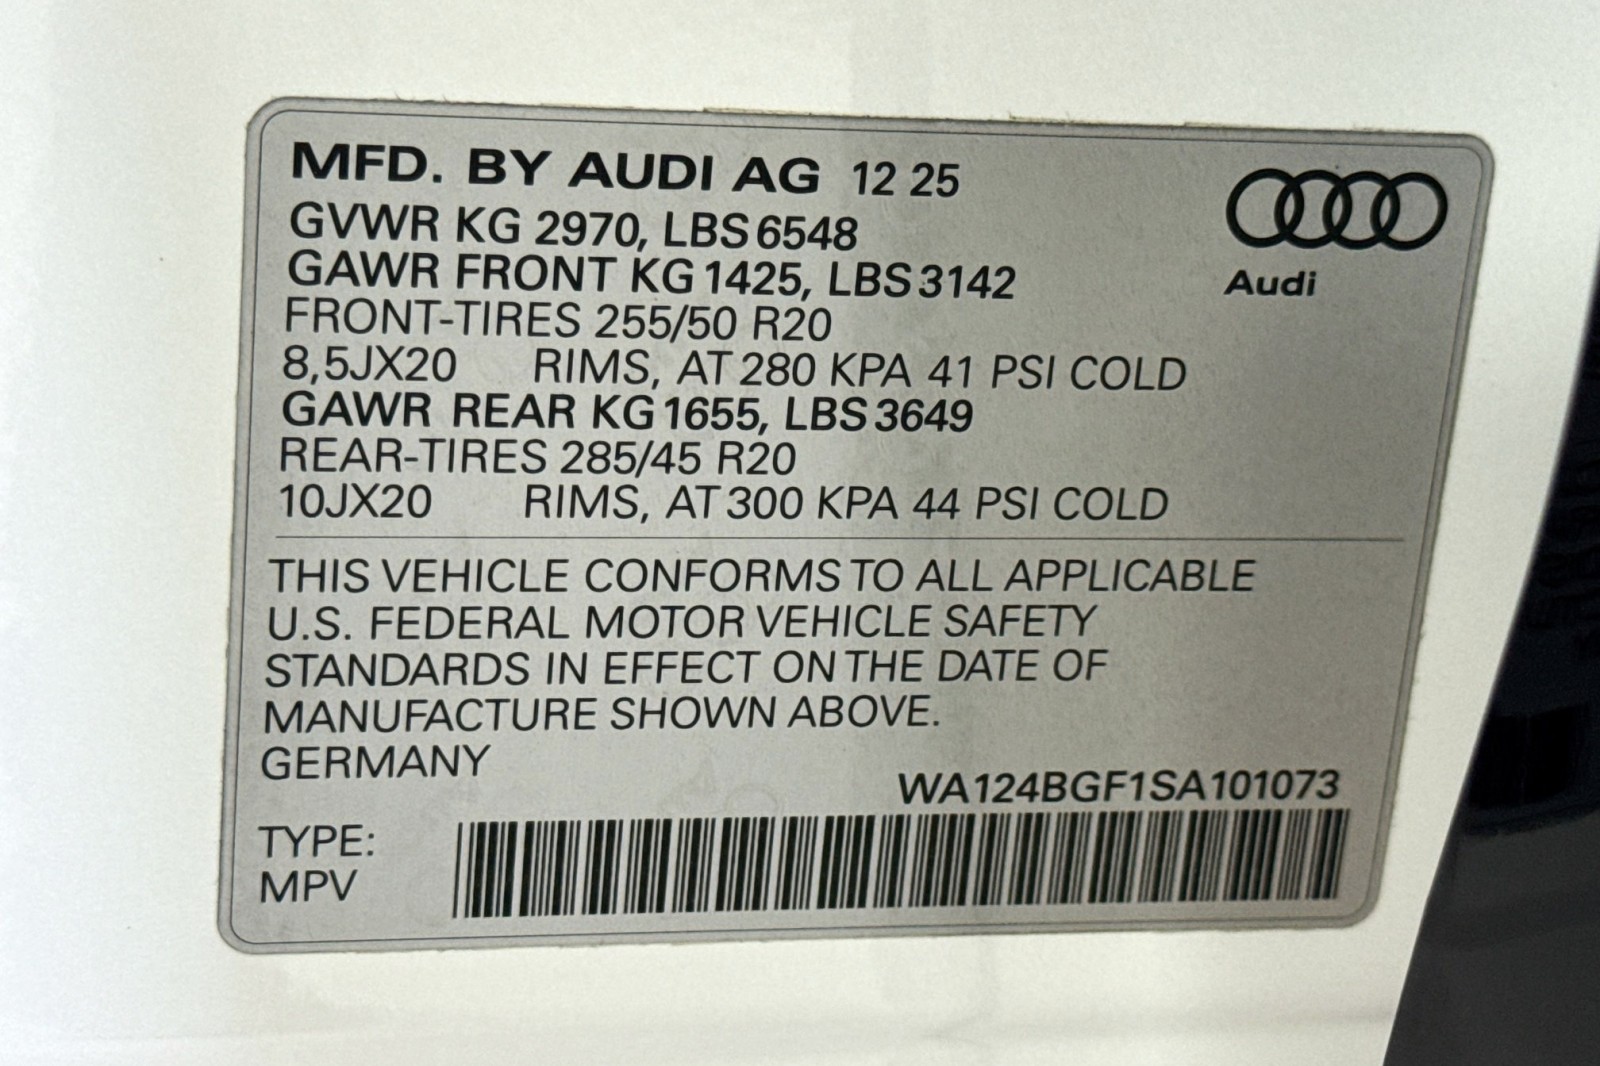 MFD. BY AUDI AG 12 25
GVWR KG 2970, LBS 6548
GAWR FRONT KG 1425, LBS 3142
FRONT-TIRES 255/50 R20
8,5JX20 RIMS, AT 280 KPA 41 PSI COLD
GAWR REAR KG 1655, LBS 3649
REAR-TIRES 285/45 R20
10JX20 RIMS, AT 300 KPA 44 PSI COLD
Audi
THIS VEHICLE CONFORMS TO ALL APPLICABLE
U.S. FEDERAL MOTOR VEHICLE SAFETY
STANDARDS IN EFFECT ON THE DATE OF
MANUFACTURE SHOWN ABOVE.
GERMANY
WA124BGF1SA101073
TYPE:
MPV